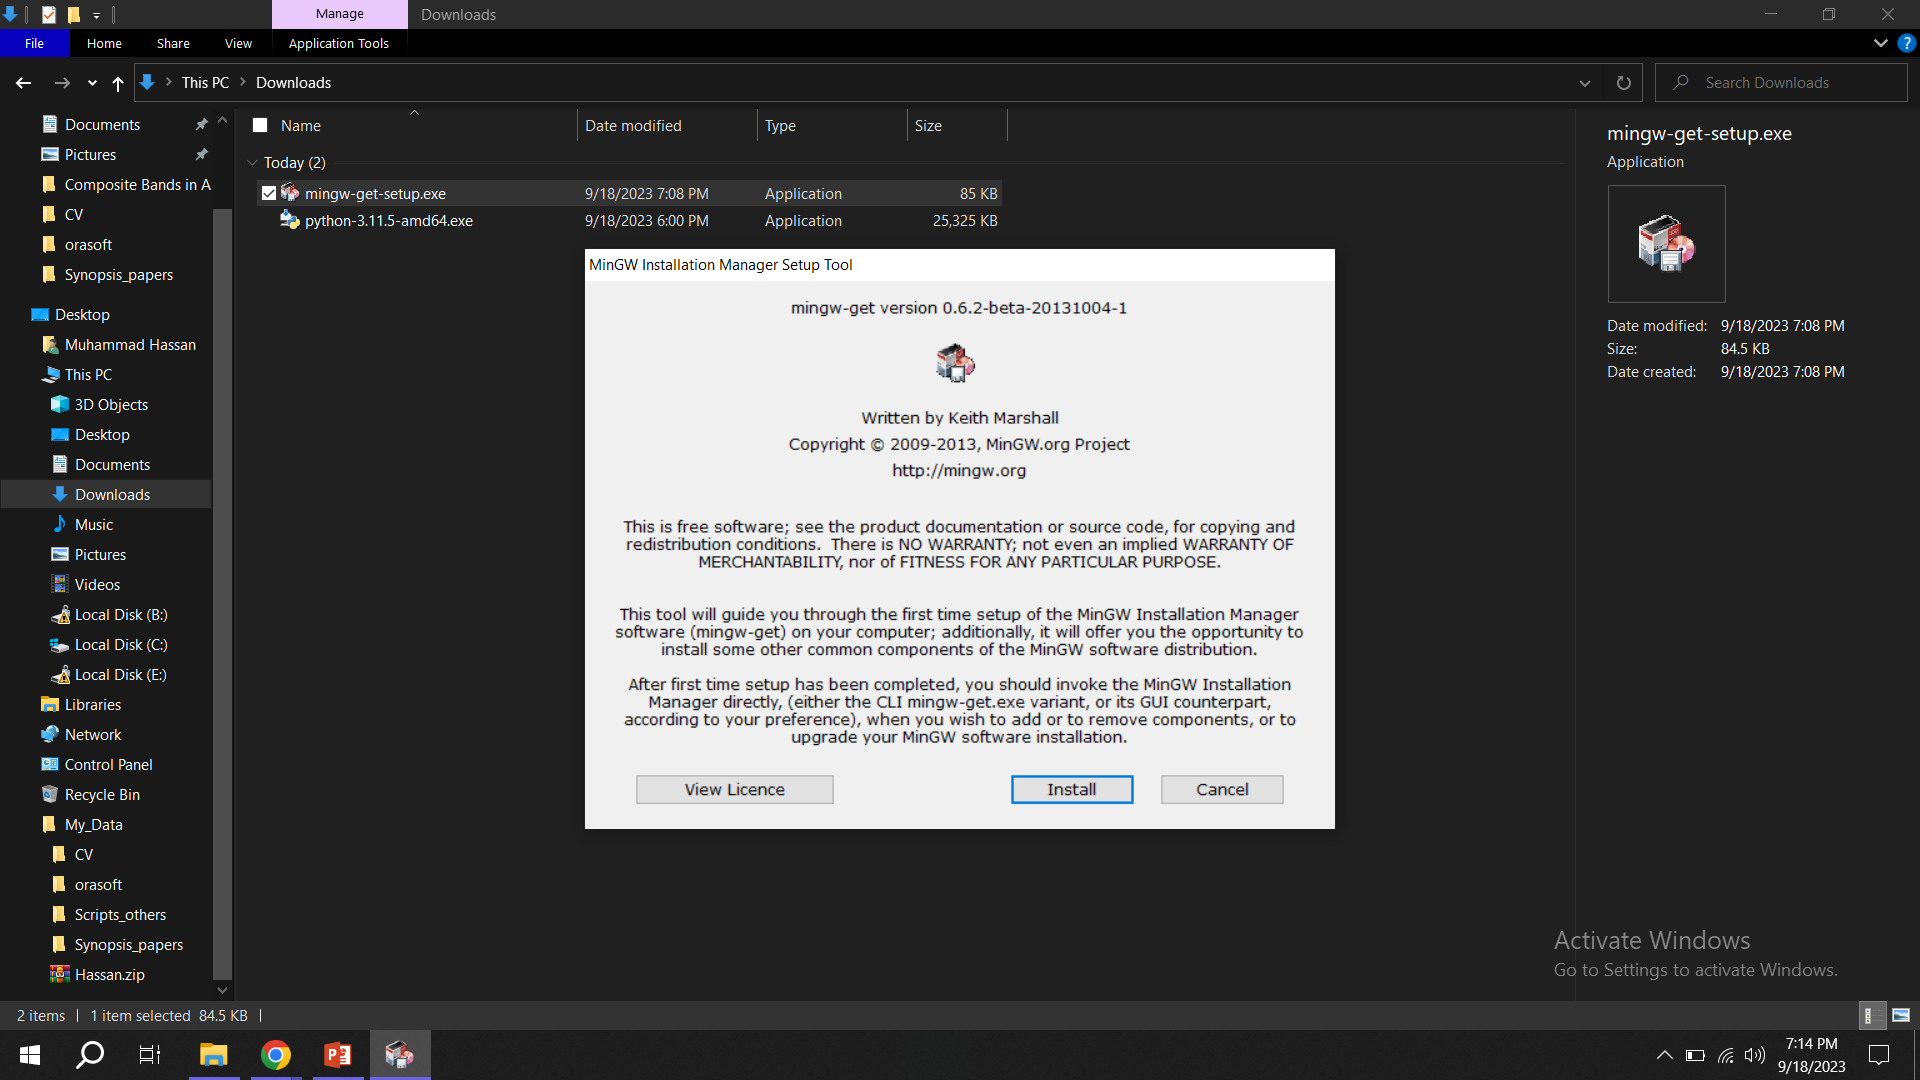 Manage
Downloads
File
Home
Share
View
Application Tools
This PC
Downloads
Search Downloads
Documents
Pictures
Composite Bands in A
CV
orasoft
Synopsis_papers
Desktop
Muhammad Hassan
This PC
3D Objects
Desktop
Documents
Downloads
Music
Pictures
Videos
Local Disk (B:)
Local Disk (C:)
Local Disk (E:)
Libraries
Network
Control Panel
Recycle Bin
My_Data
CV
orasoft
Scripts_others
Synopsis_papers
Hassan.zip
Name Date modified Type Size
Today (2)
mingw-get-setup.exe 9/18/2023 7:08 PM Application 85 KB
python-3.11.5-amd64.exe 9/18/2023 6:00 PM Application 25,325 KB
MinGW Installation Manager Setup Tool
mingw-get version 0.6.2-beta-20131004-1
Written by Keith Marshall
Copyright © 2009-2013, MinGW.org Project
http://mingw.org
This is free software; see the product documentation or source code, for copying and
redistribution conditions. There is NO WARRANTY; not even an implied WARRANTY OF
MERCHANTABILITY, nor of FITNESS FOR ANY PARTICULAR PURPOSE.
This tool will guide you through the first time setup of the MinGW Installation Manager
software (mingw-get) on your computer; additionally, it will offer you the opportunity to
install some other common components of the MinGW software distribution.
After first time setup has been completed, you should invoke the MinGW Installation
Manager directly, (either the CLI mingw-get.exe variant, or its GUI counterpart,
according to your preference), when you wish to add or to remove components, or to
upgrade your MinGW software installation.
View Licence
Install
Cancel
mingw-get-setup.exe
Application
Date modified: 9/18/2023 7:08 PM
Size: 84.5 KB
Date created: 9/18/2023 7:08 PM
Activate Windows
Go to Settings to activate Windows.
2 items
1 item selected 84.5 KB
7:14 PM
9/18/2023